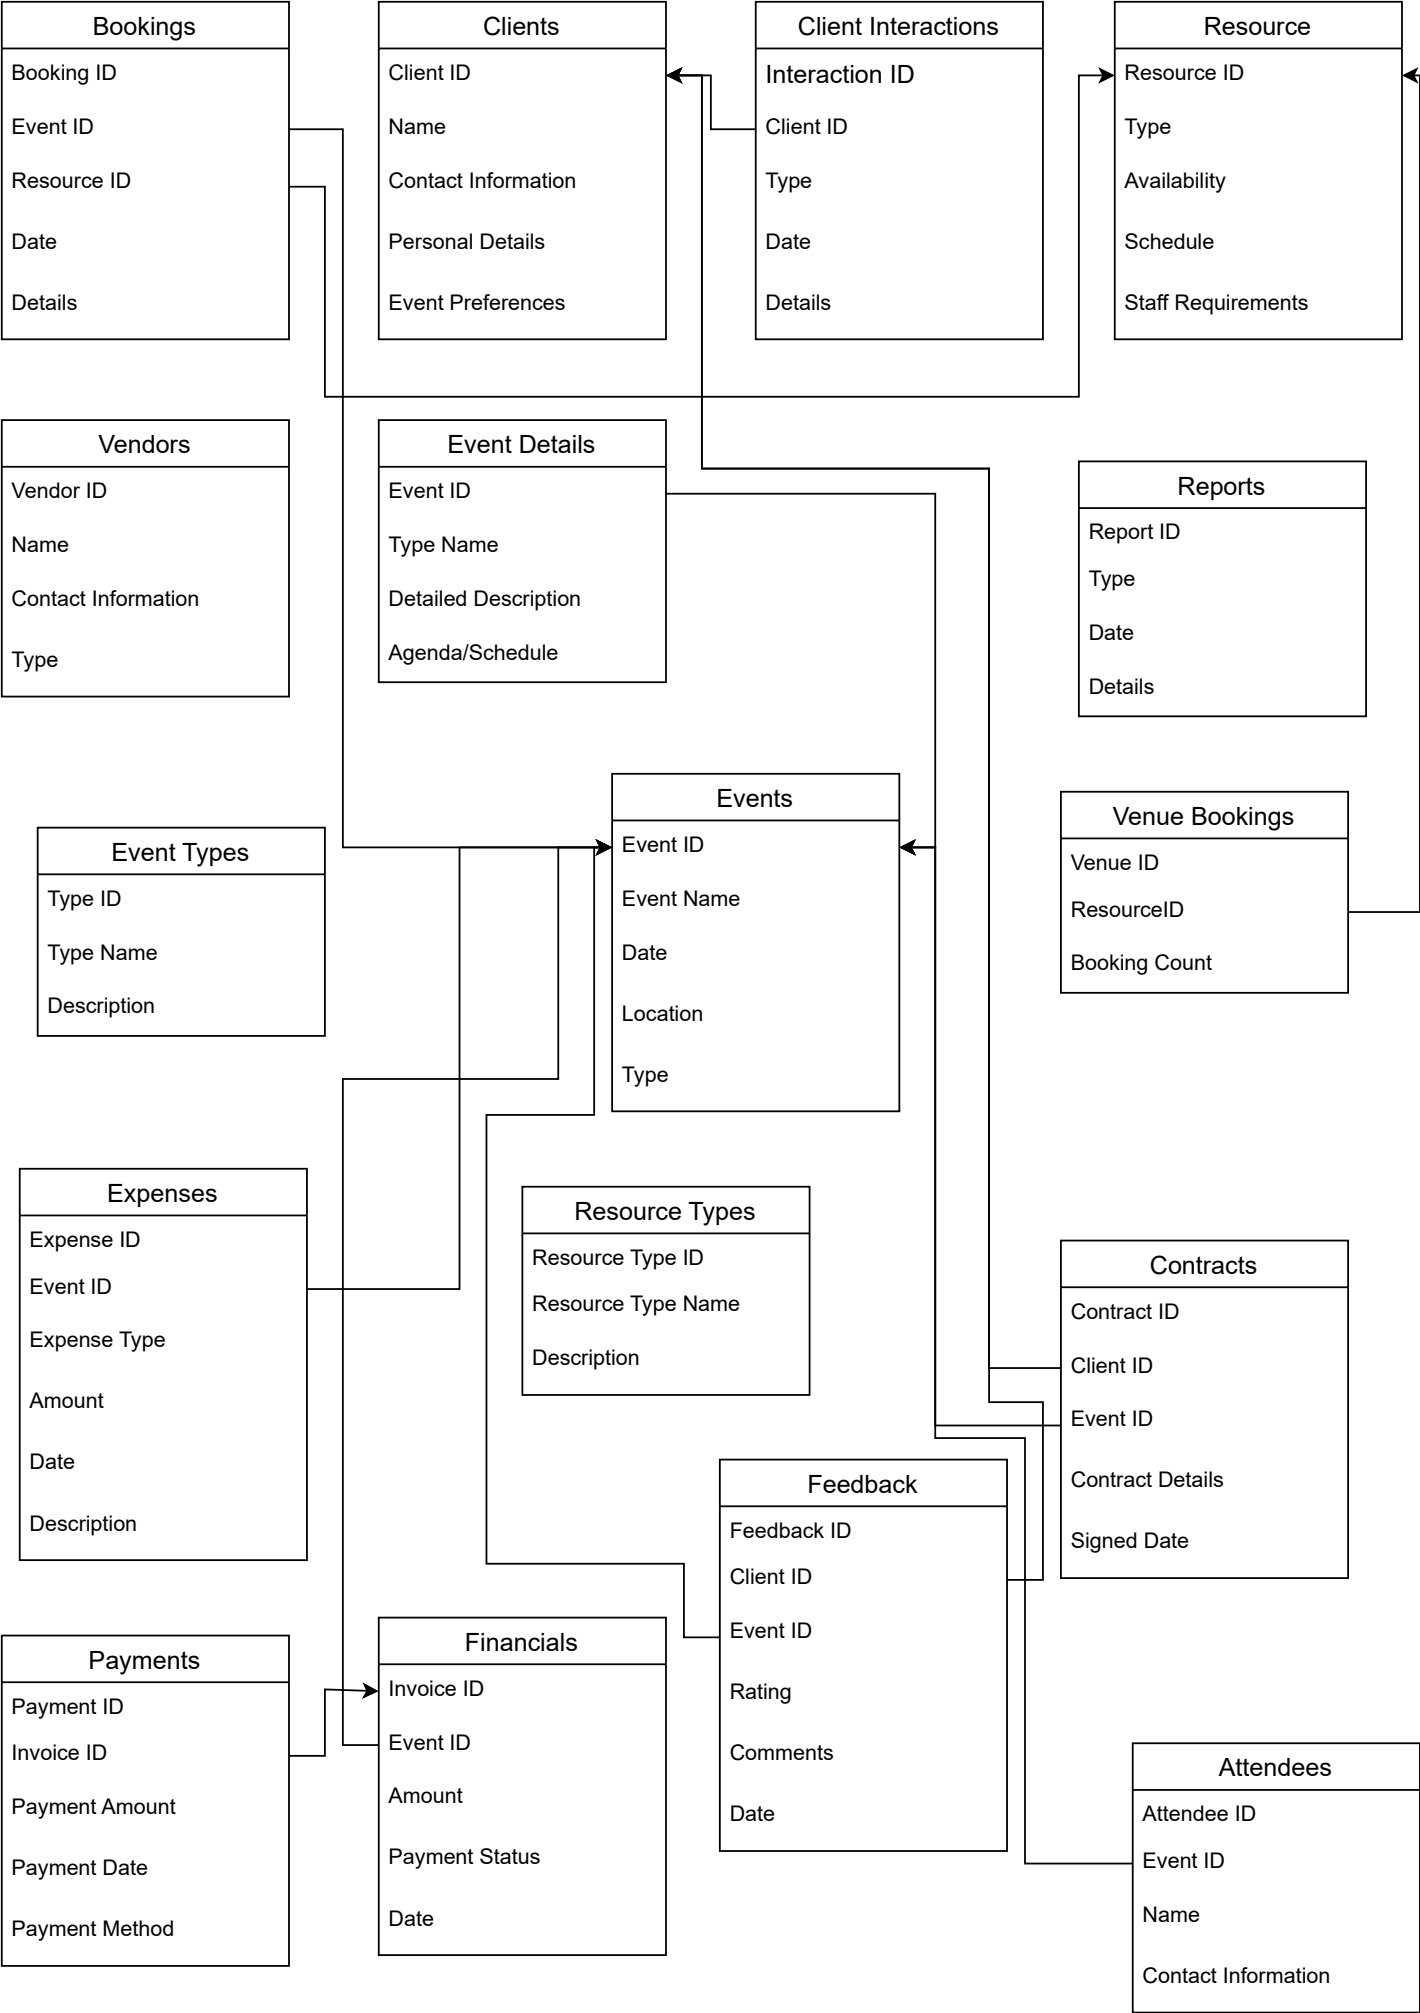 Bookings
Booking ID
Event ID
Resource ID
Date
Details
Clients
Client ID
Name
Contact Information
Personal Details
Event Preferences
Client Interactions
Interaction ID
Client ID
Type
Date
Details
Resource
Resource ID
Type
Availability
Schedule
Staff Requirements
Vendors
Vendor ID
Name
Contact Information
Type
Event Details
Event ID
Type Name
Detailed Description
Agenda/Schedule
Reports
Report ID
Type
Date
Details
Event Types
Type ID
Type Name
Description
Events
Event ID
Event Name
Date
Location
Type
Venue Bookings
Venue ID
ResourceID
Booking Count
Expenses
Expense ID
Event ID
Expense Type
Amount
Date
Description
Resource Types
Resource Type ID
Resource Type Name
Description
Contracts
Contract ID
Client ID
Event ID
Contract Details
Signed Date
Feedback
Feedback ID
Client ID
Event ID
Rating
Comments
Date
Payments
Payment ID
Invoice ID
Payment Amount
Payment Date
Payment Method
Financials
Invoice ID
Event ID
Amount
Payment Status
Date
Attendees
Attendee ID
Event ID
Name
Contact Information